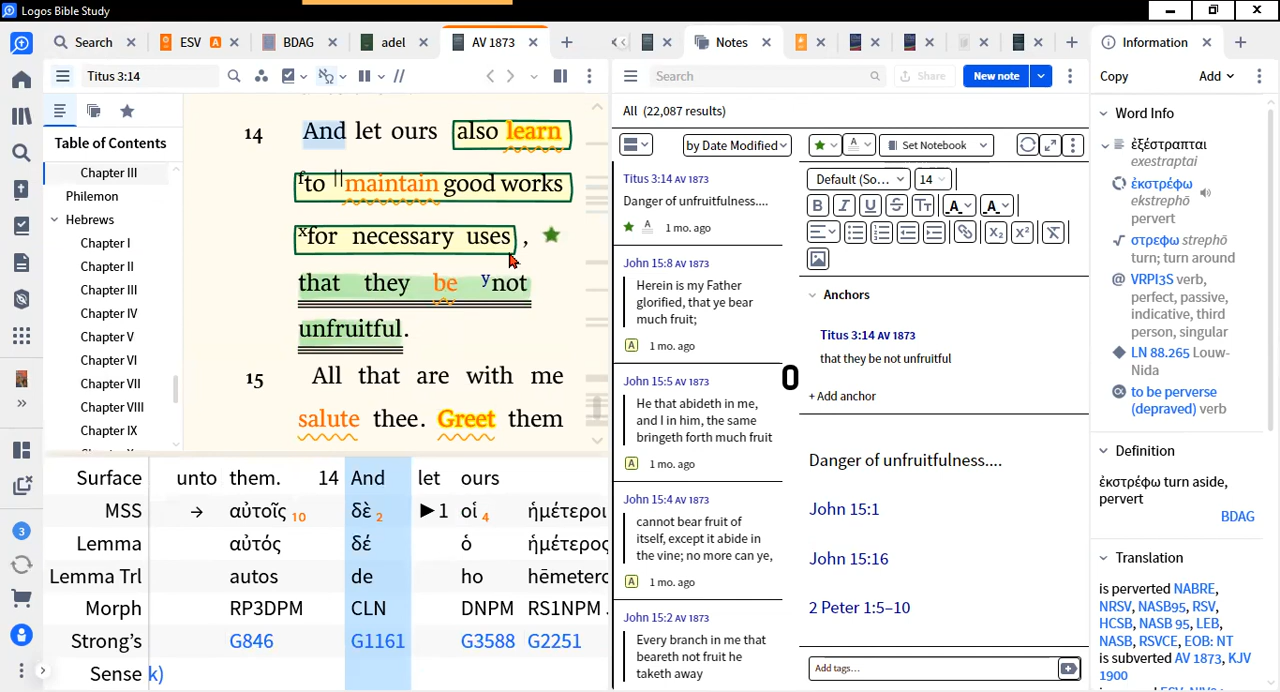 Logos Bible Study
Search
ESV A
BDAG
adel
AV 1873
Titus 3:14
Table of Contents
Chapter III
Philemon
Hebrews
Chapter I
Chapter II
Chapter III
Chapter IV
Chapter V
Chapter VI
Chapter VII
Chapter VIII
Chapter IX
14 And let ours also learn
f to || maintain good works
x for necessary uses ,
that they be y not
unfruitful.
15 All that are with me
salute thee. Greet them
Surface unto them. 14 And let ours
MSS → αὐτοῖς 10 δὲ 2 ▶ 1 οἱ 4 ἡμέτεροι
Lemma αὐτός δέ ὁ ἡμέτερος
Lemma Trl autos de ho hēmeterο
Morph RP3DPM CLN DNPM RS1NPM
Strong's G846 G1161 G3588 G2251
Sense k)
Notes
Search
Share
New note
All (22,087 results)
by Date Modified
Set Notebook
Titus 3:14 AV 1873
Danger of unfruitfulness....
A 1 mo. ago
John 15:8 AV 1873
Herein is my Father
glorified, that ye bear
much fruit;
A 1 mo. ago
John 15:5 AV 1873
He that abideth in me,
and I in him, the same
bringeth forth much fruit
A 1 mo. ago
John 15:4 AV 1873
cannot bear fruit of
itself, except it abide in
the vine; no more can ye,
A 1 mo. ago
John 15:2 AV 1873
Every branch in me that
beareth not fruit he
taketh away
Default (So... 14
B I U S Tт A A
X₂ X²
Anchors
Titus 3:14 AV 1873
that they be not unfruitful
+ Add anchor
0
Danger of unfruitfulness....
John 15:1
John 15:16
2 Peter 1:5–10
Add tags...
Information
Copy Add
Word Info
ἐξέστραπται
exestraptai
ἐκστρέφω
ekstrephō
pervert
στρεφω strephō
turn; turn around
@ VRPI3S verb,
perfect, passive,
indicative, third
person, singular
LN 88.265 Louw-
Nida
to be perverse
(depraved) verb
Definition
ἐκστρέφω turn aside,
pervert
BDAG
Translation
is perverted NABRE,
NRSV, NASB95, RSV,
HCSB, NASB 95, LEB,
NASB, RSVCE, EOB: NT
is subverted AV 1873, KJV
1900
3